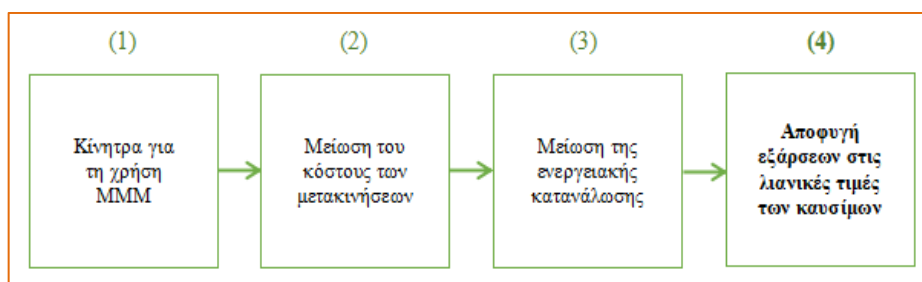 (1)
(2)
(3)
(4)
Κίνητρα για
τη χρήση
ΜΜΜ
Μείωση του
κόστους των
μετακινήσεων
Μείωση της
ενεργειακής
κατανάλωσης
Αποφυγή
εξάρσεων στις
λιανικές τιμές
των καυσίμων